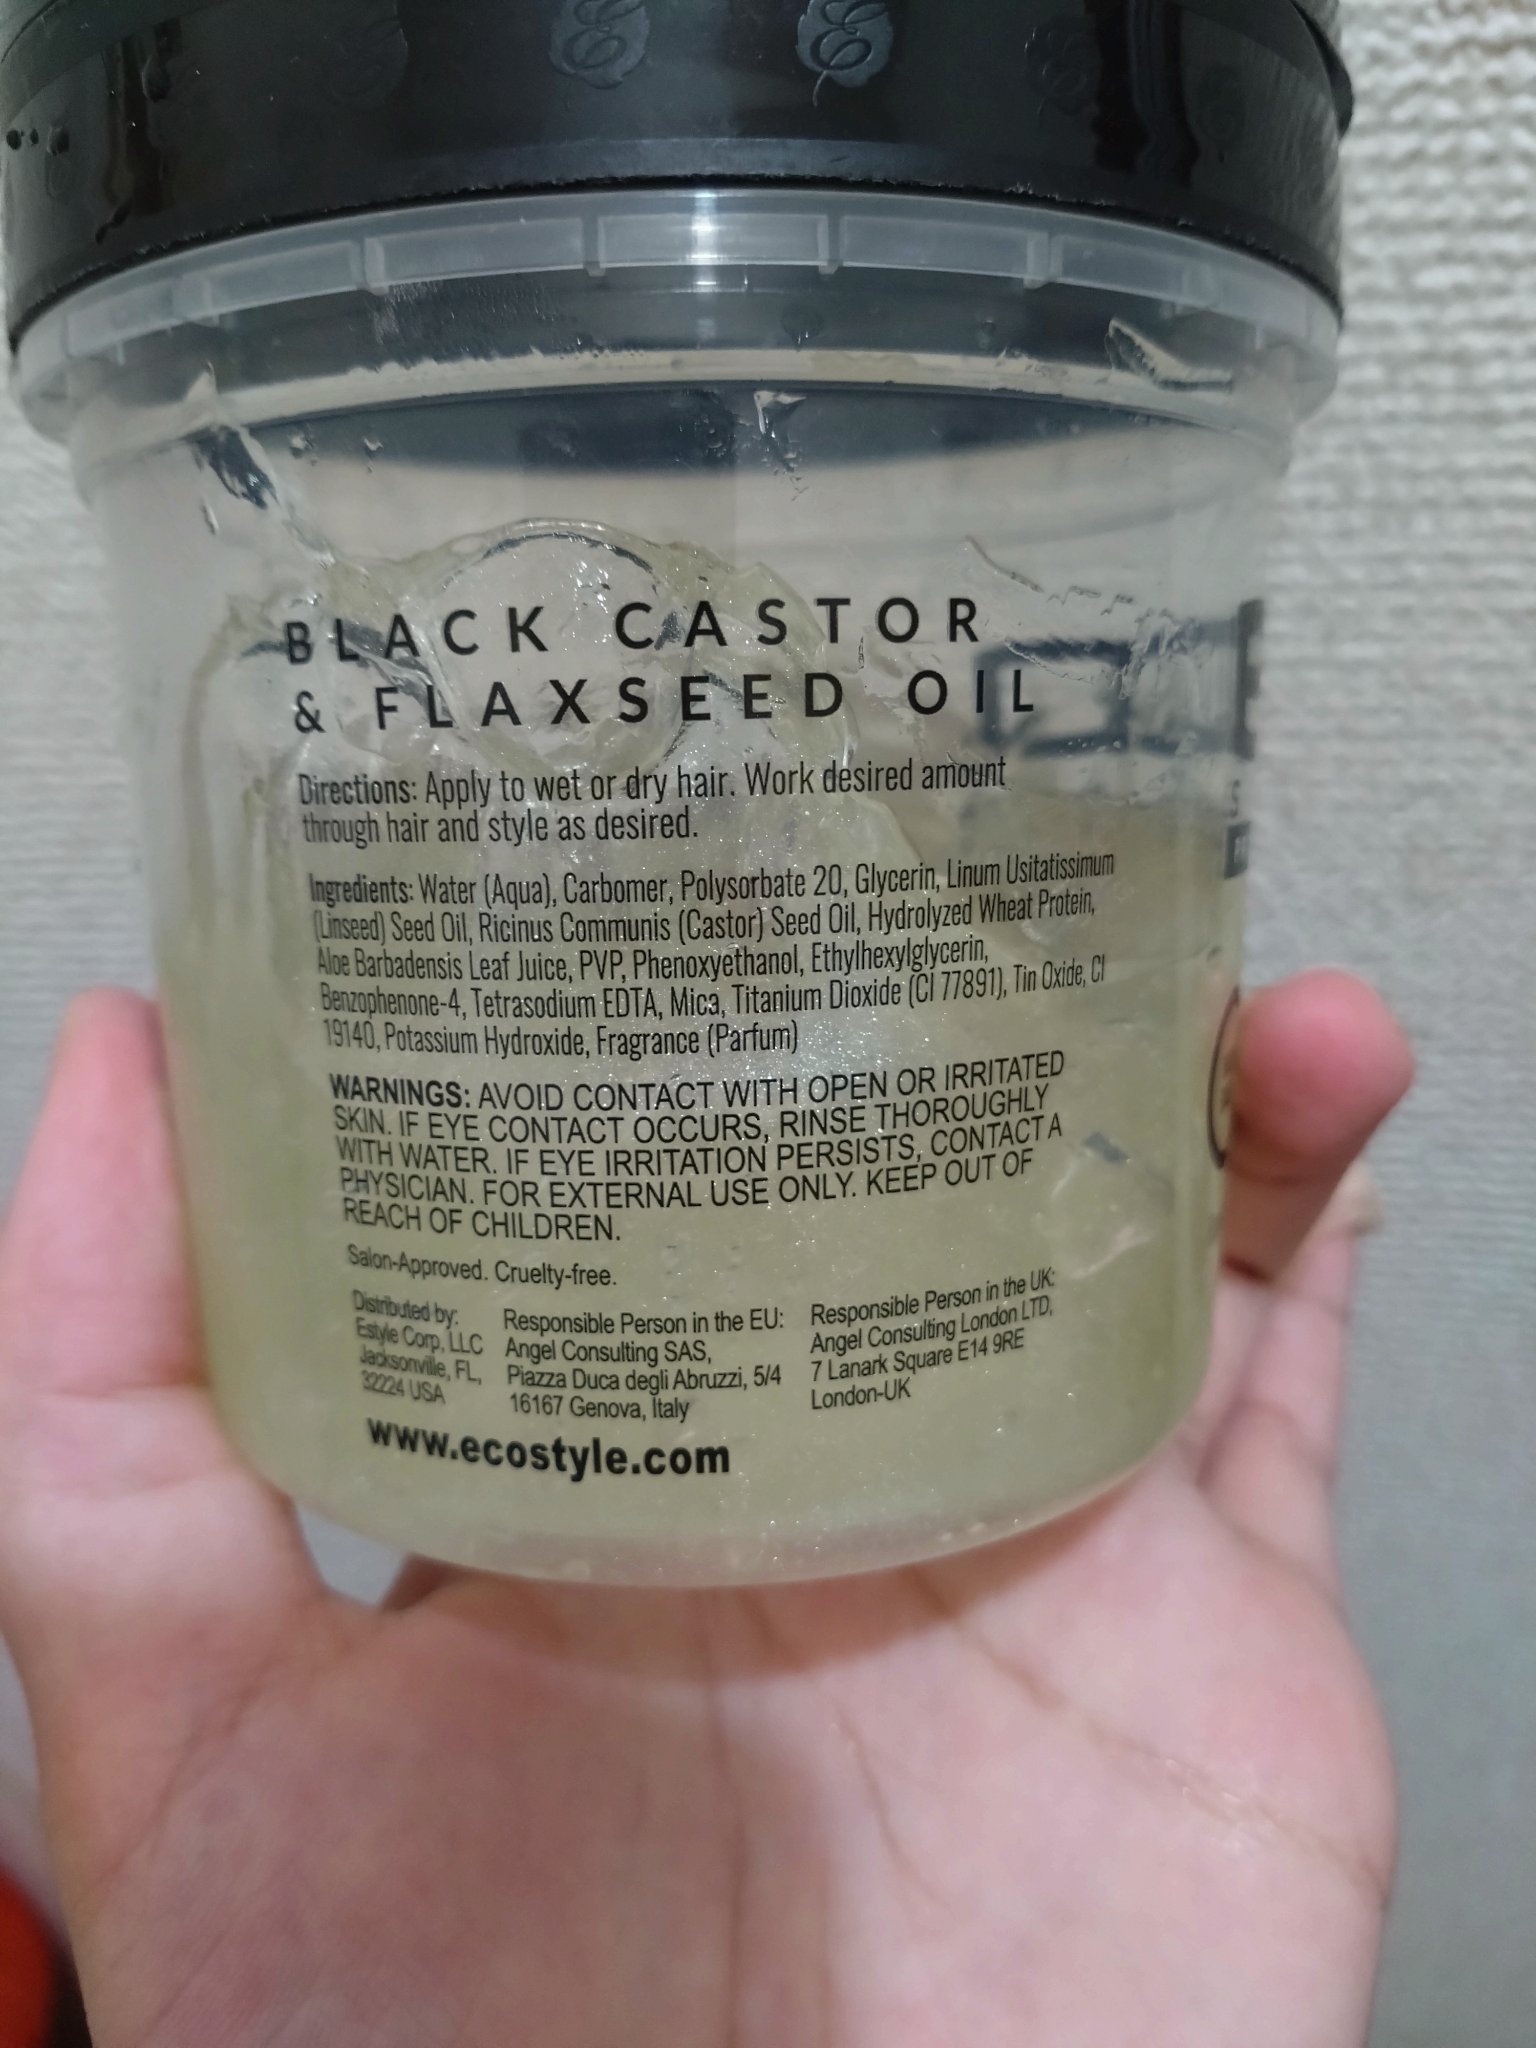 BLACK CASTOR
& FLAXSEED OIL
Directions: Apply to wet or dry hair. Work desired amount
through hair and style as desired.
Ingredients: Water (Aqua), Carbomer, Polysorbate 20, Glycerin, Linum Usitatissimum
(Linseed) Seed Oil, Ricinus Communis (Castor) Seed Oil, Hydrolyzed Wheat Protein,
Aloe Barbadensis Leaf Juice, PVP, Phenoxyethanol, Ethylhexylglycerin,
Benzophenone-4, Tetrasodium EDTA, Mica, Titanium Dioxide (CI 77891), Tin Oxide, CI
19140, Potassium Hydroxide, Fragrance (Parfum)
WARNINGS: AVOID CONTACT WITH OPEN OR IRRITATED
SKIN. IF EYE CONTACT OCCURS, RINSE THOROUGHLY
WITH WATER. IF EYE IRRITATION PERSISTS, CONTACT A
PHYSICIAN. FOR EXTERNAL USE ONLY. KEEP OUT OF
REACH OF CHILDREN.
Salon-Approved. Cruelty-free.
Distributed by:
Estyle Corp, LLC
Jacksonville, FL,
32224 USA
Responsible Person in the EU:
Angel Consulting SAS,
Piazza Duca degli Abruzzi, 5/4
16167 Genova, Italy
Responsible Person in the UK:
Angel Consulting London LTD,
7 Lanark Square E14 9RE
London-UK
www.ecostyle.com